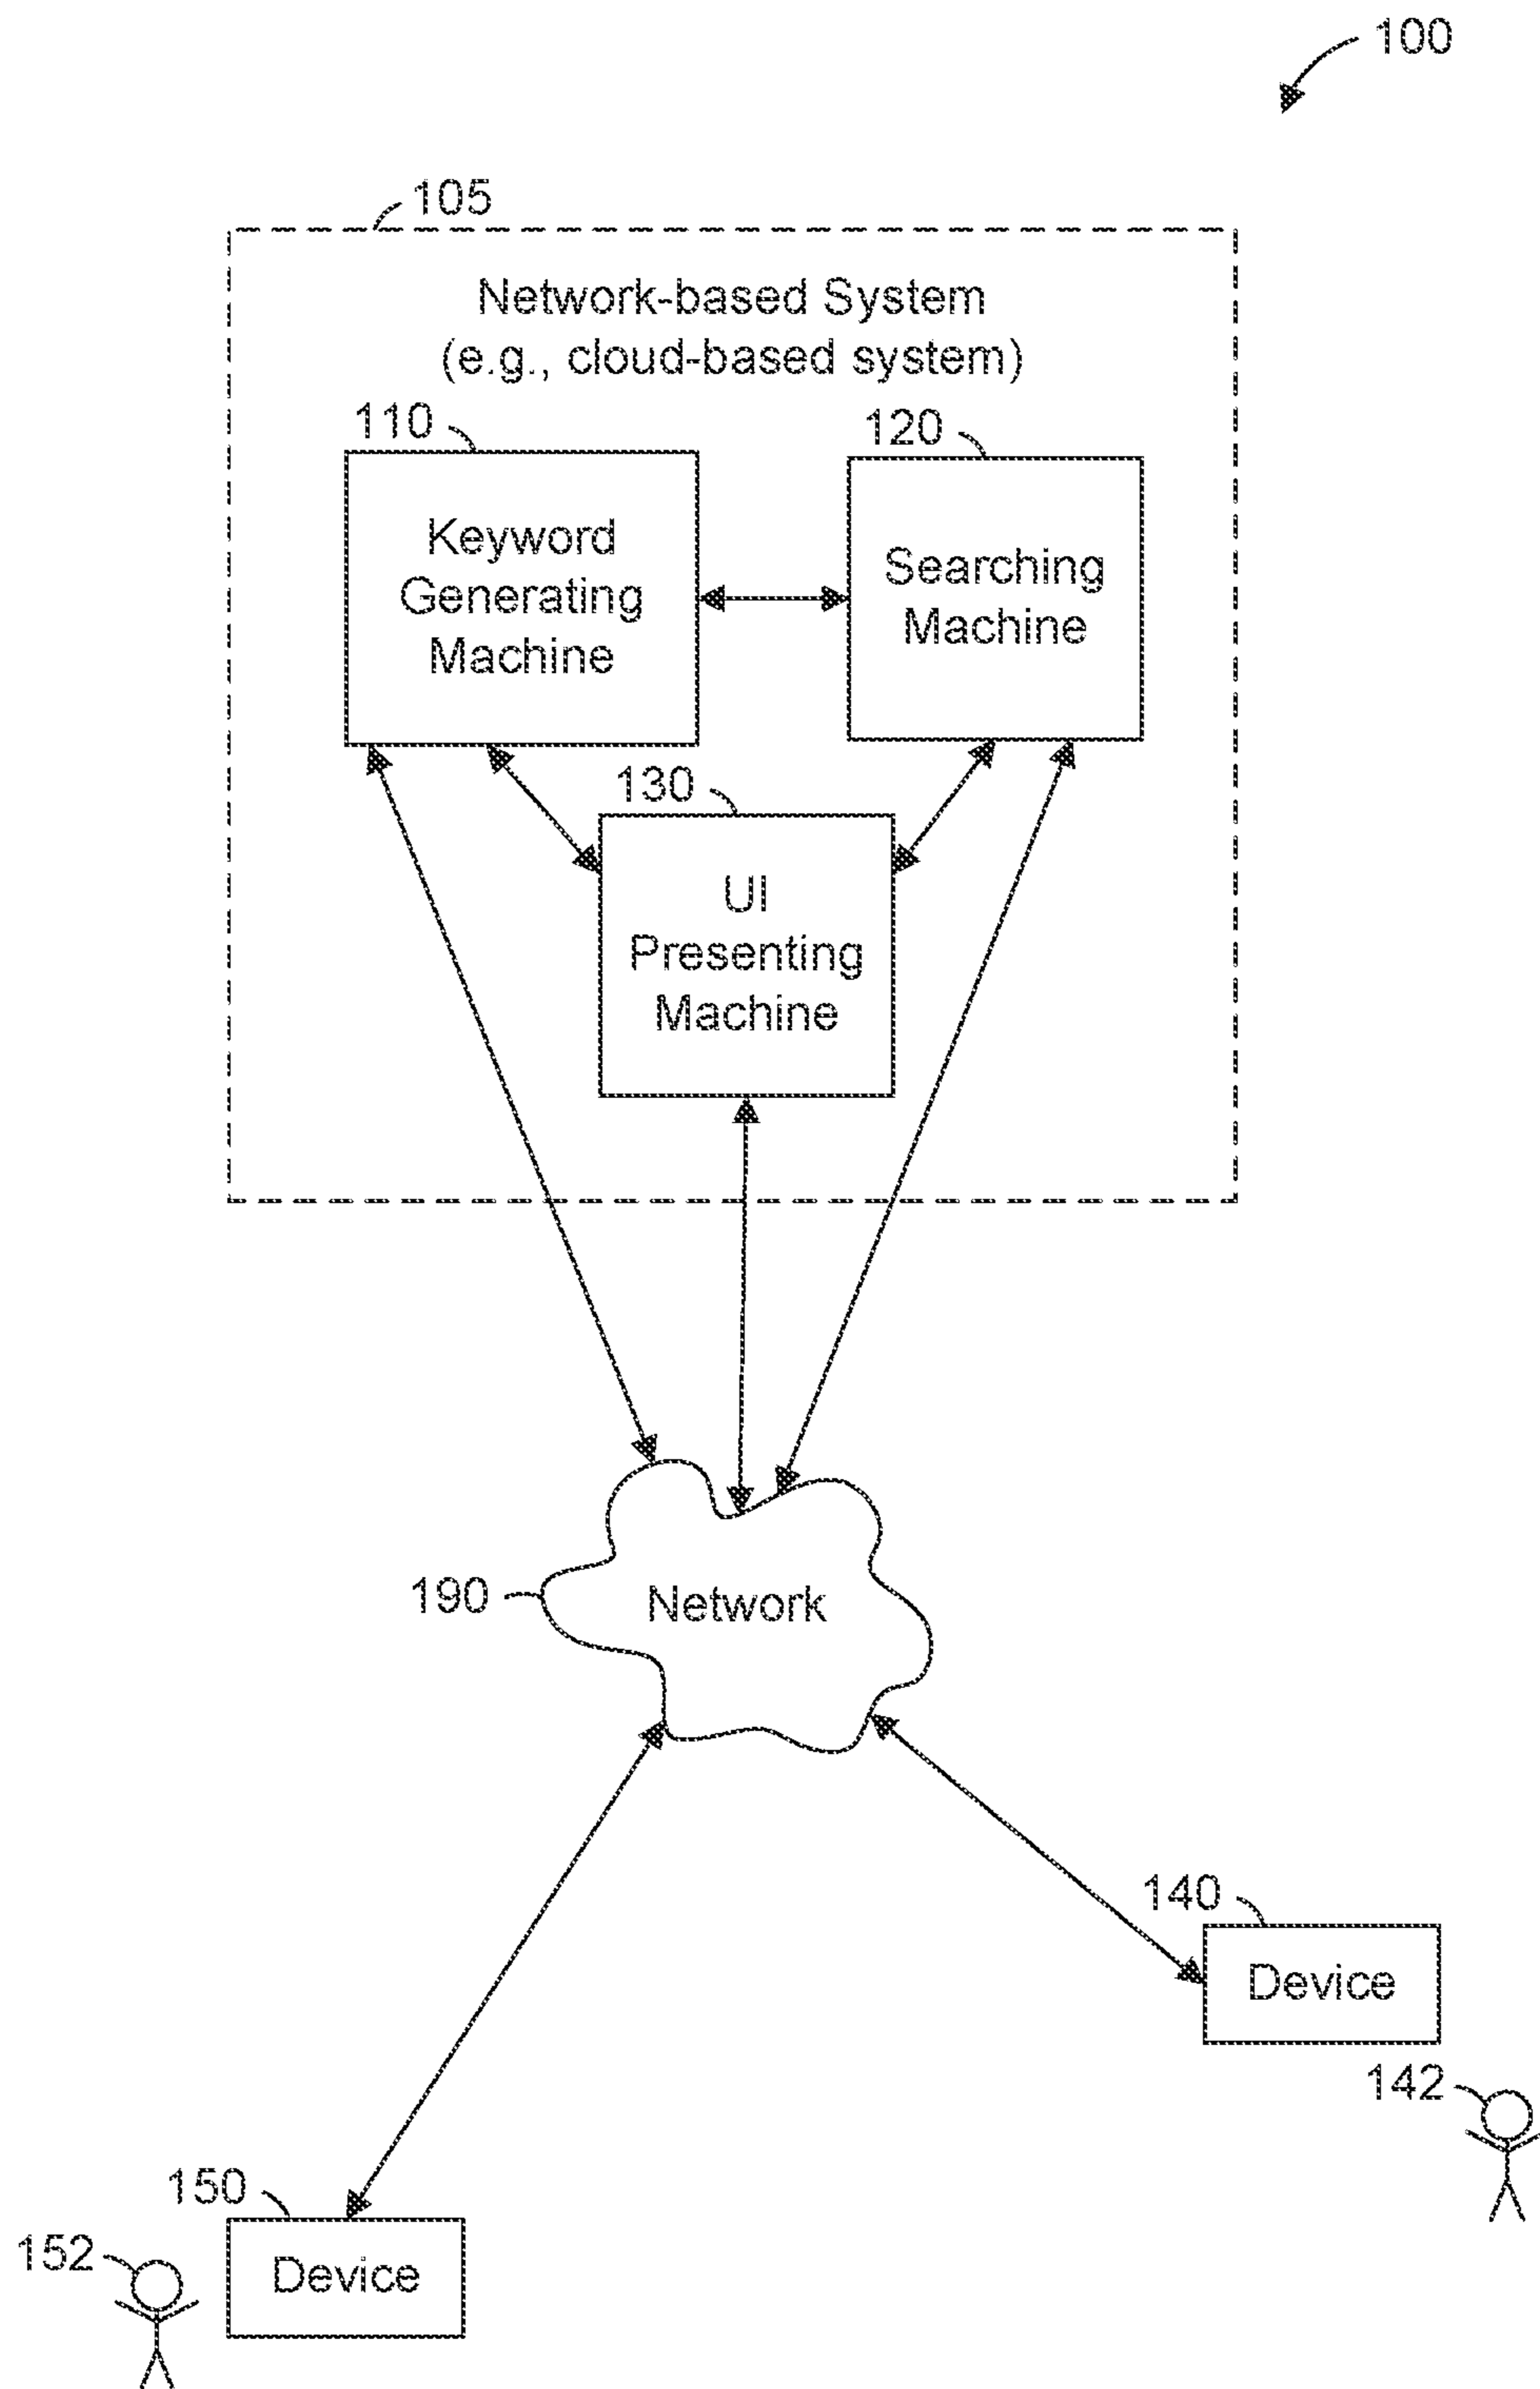 100
105
Network-based System
(e.g., cloud-based system)
110
120
Keyword
Generating
Machine
Searching
Machine
130
UI
Presenting
Machine
190
Network
140
Device
142
150
152
Device